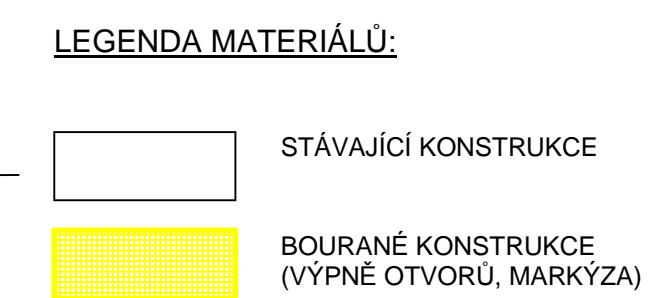 LEGENDA MATERIÁLŮ:
STÁVAJÍCÍ KONSTRUKCE
BOURANÉ KONSTRUKCE
(VÝPNĚ OTVORŮ, MARKÝZA)